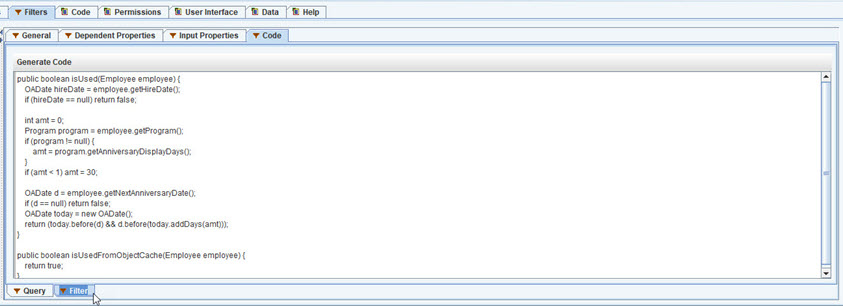 Filters Code Permissions User Interface Data Help
General Dependent Properties Input Properties Code
Generate Code
public boolean isUsed(Employee employee) {
OADate hireDate = employee.getHireDate();
if (hireDate == null) return false;
int amt = 0;
Program program = employee.getProgram();
if (program != null) {
amt = program.getAnniversaryDisplayDays();
}
if (amt < 1) amt = 30;
OADate d = employee.getNextAnniversaryDate();
if (d == null) return false;
OADate today = new OADate();
return (today.before(d) && d.before(today.addDays(amt)));
}
public boolean isUsedFromObjectCache(Employee employee) {
return true;
}
Query Filter